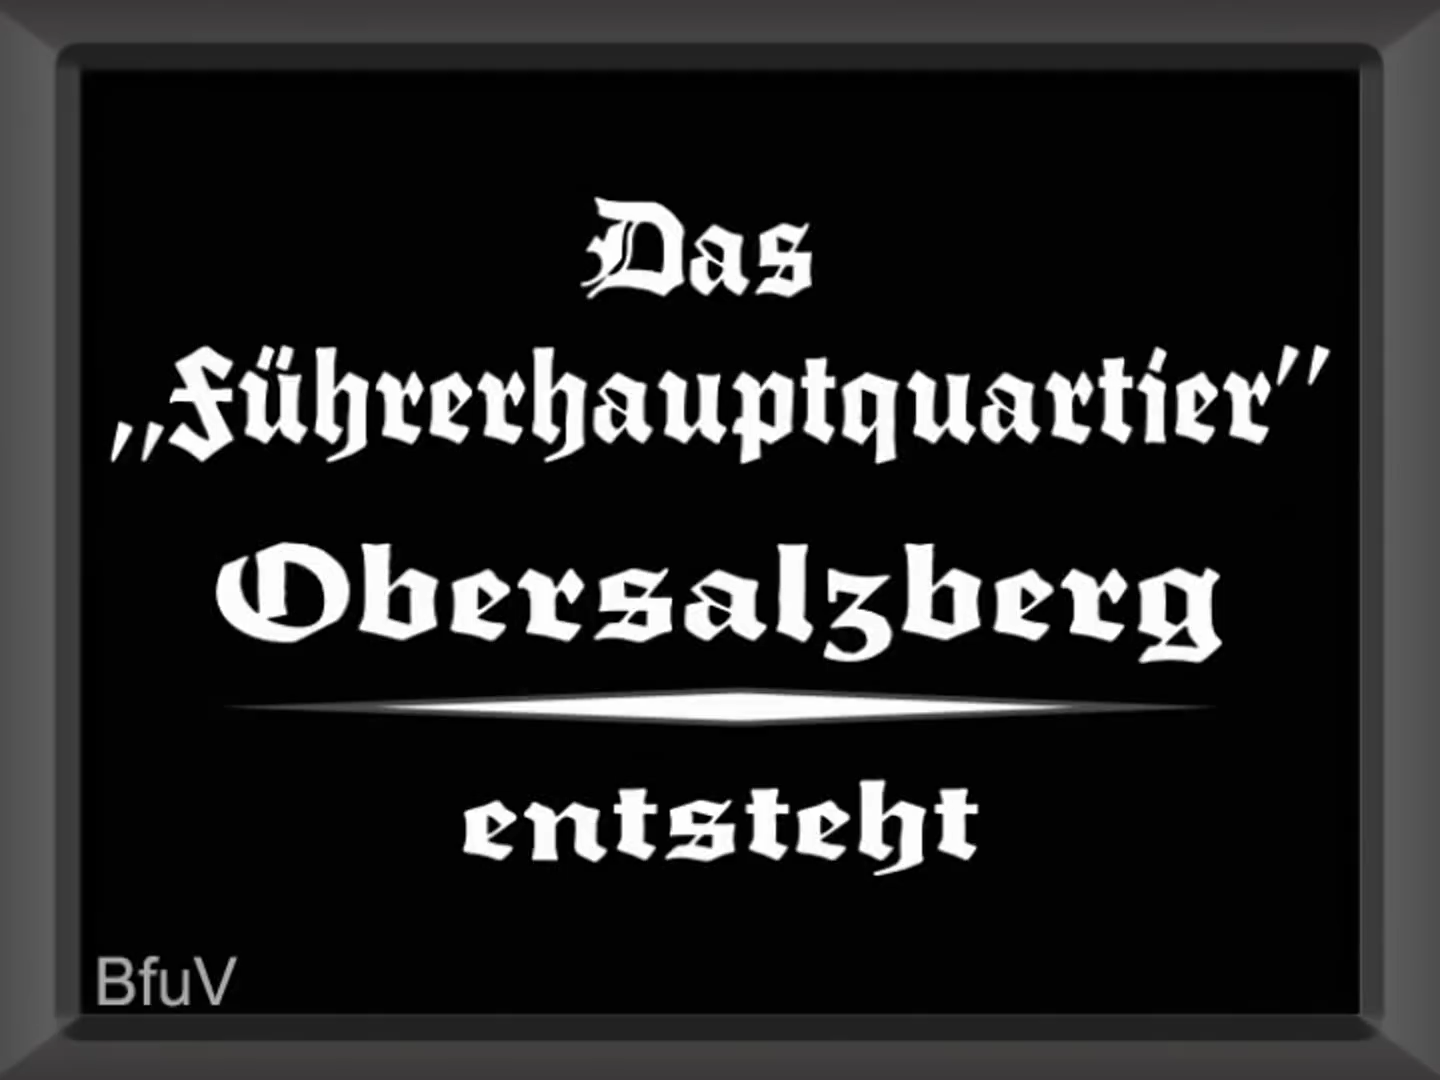 Das
„Führerhauptquartier”
Obersalzberg
entsteht
BfuV